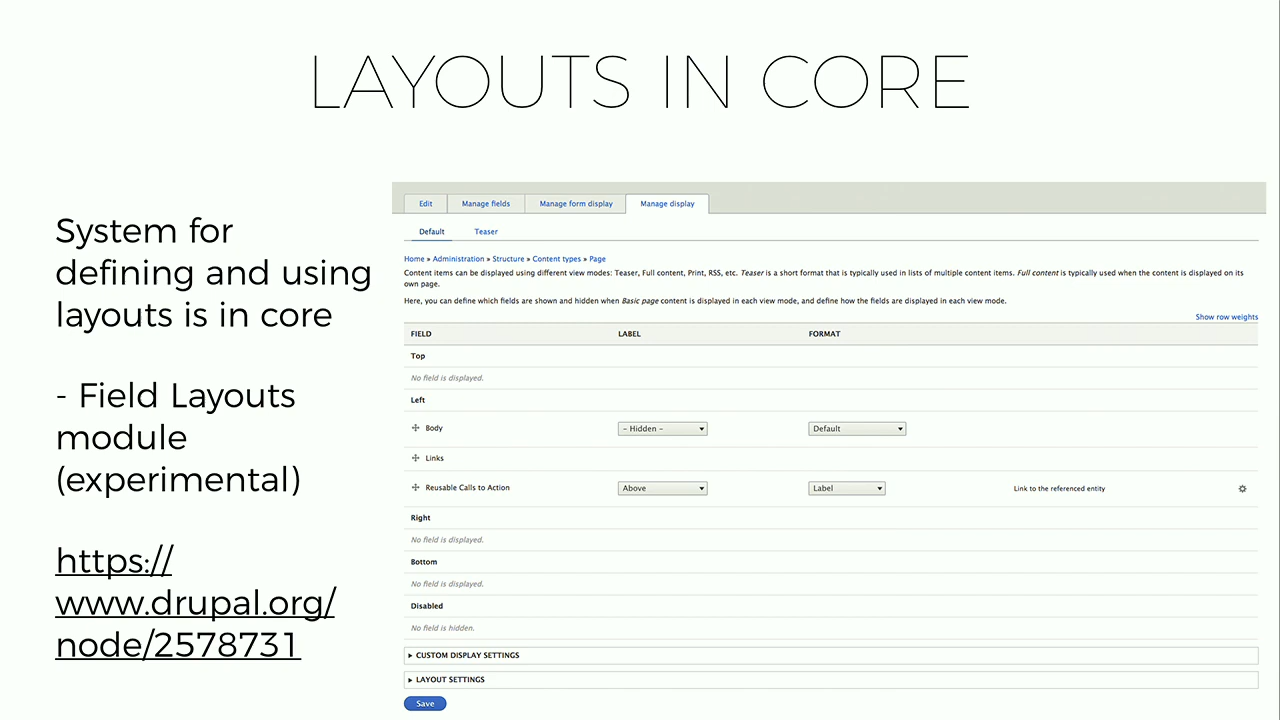 LAYOUTS IN CORE
System for
defining and using
layouts is in core
- Field Layouts
module
(experimental)
https://
www.drupal.org/
node/2578731
Edit Manage fields Manage form display Manage display
Default Teaser
Home » Administration » Structure » Content types » Page
Content items can be displayed using different view modes: Teaser, Full content, Print, RSS, etc. Teaser is a short format that is typically used in lists of multiple content items. Full content is typically used when the content is displayed on its
own page.
Here, you can define which fields are shown and hidden when Basic page content is displayed in each view mode, and define how the fields are displayed in each view mode.
Show row weights
FIELD LABEL FORMAT
Top
No field is displayed.
Left
Body - Hidden - Default
Links
Reusable Calls to Action Above Label Link to the referenced entity
Right
No field is displayed.
Bottom
No field is displayed.
Disabled
No field is hidden.
CUSTOM DISPLAY SETTINGS
LAYOUT SETTINGS
Save